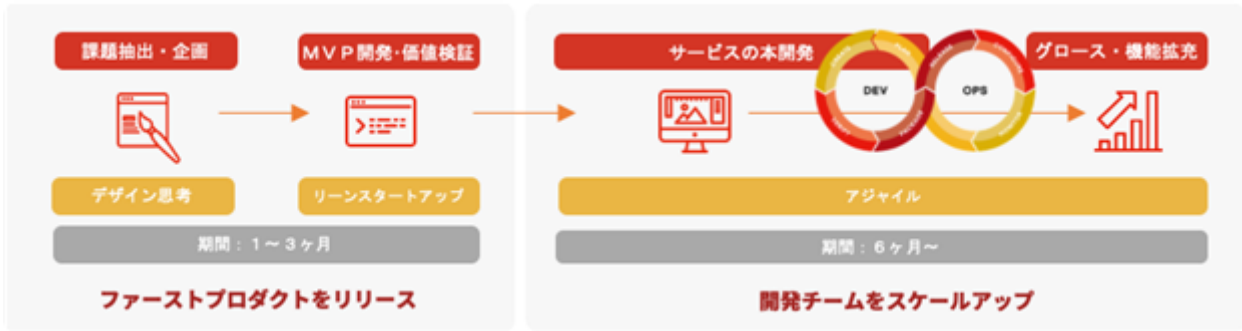 課題抽出・企画
MVP開発・価値検証
デザイン思考
リーンスタートアップ
期間：1〜3ヶ月
ファーストプロダクトをリリース
サービスの本開発
DEV
OPS
グロース・機能拡充
アジャイル
期間：6ヶ月〜
開発チームをスケールアップ